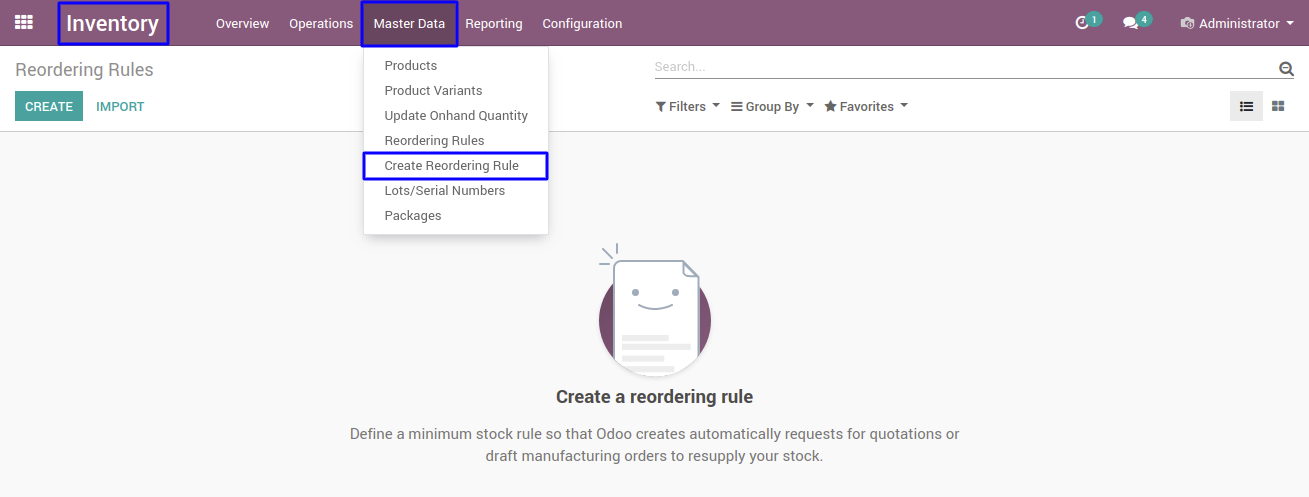 Inventory Overview Operations Master Data Reporting Configuration 1 4 Administrator
Reordering Rules
Search...
CREATE IMPORT
Filters Group By Favorites
Products
Product Variants
Update Onhand Quantity
Reordering Rules
Create Reordering Rule
Lots/Serial Numbers
Packages
Create a reordering rule
Define a minimum stock rule so that Odoo creates automatically requests for quotations or
draft manufacturing orders to resupply your stock.